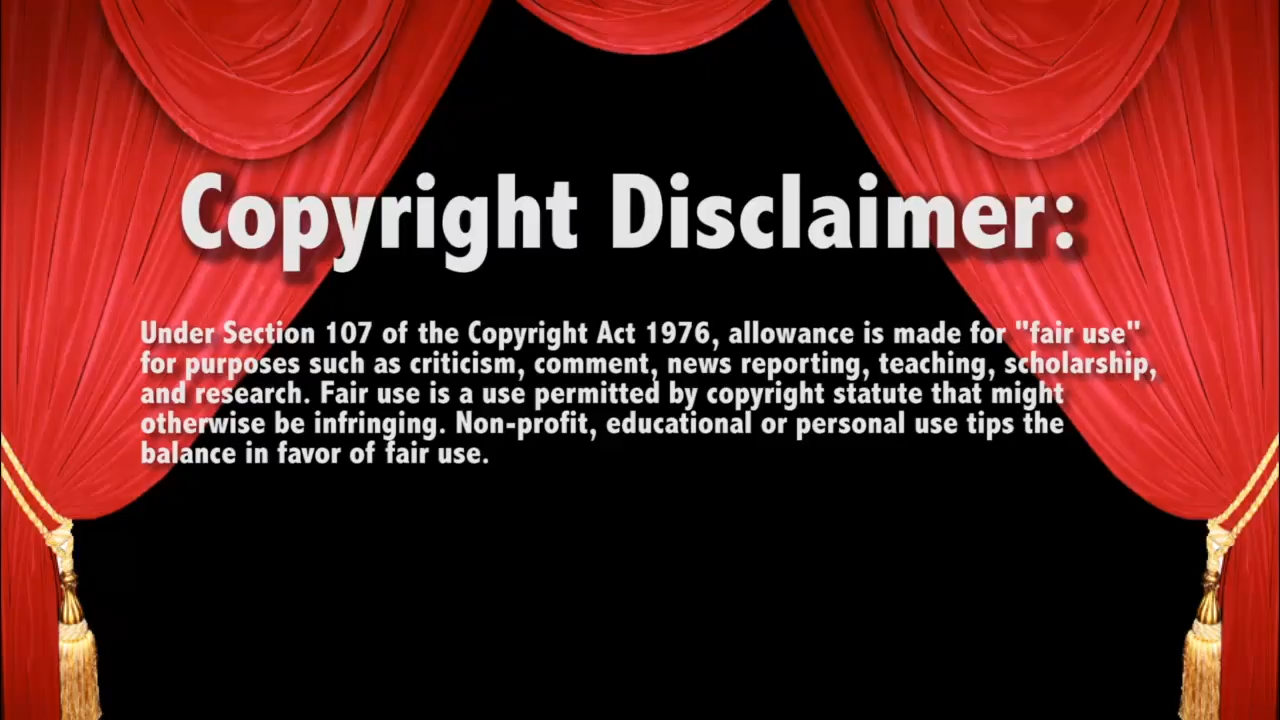 Copyright Disclaimer:
Under Section 107 of the Copyright Act 1976, allowance is made for "fair use"
for purposes such as criticism, comment, news reporting, teaching, scholarship,
and research. Fair use is a use permitted by copyright statute that might
otherwise be infringing. Non-profit, educational or personal use tips the
balance in favor of fair use.